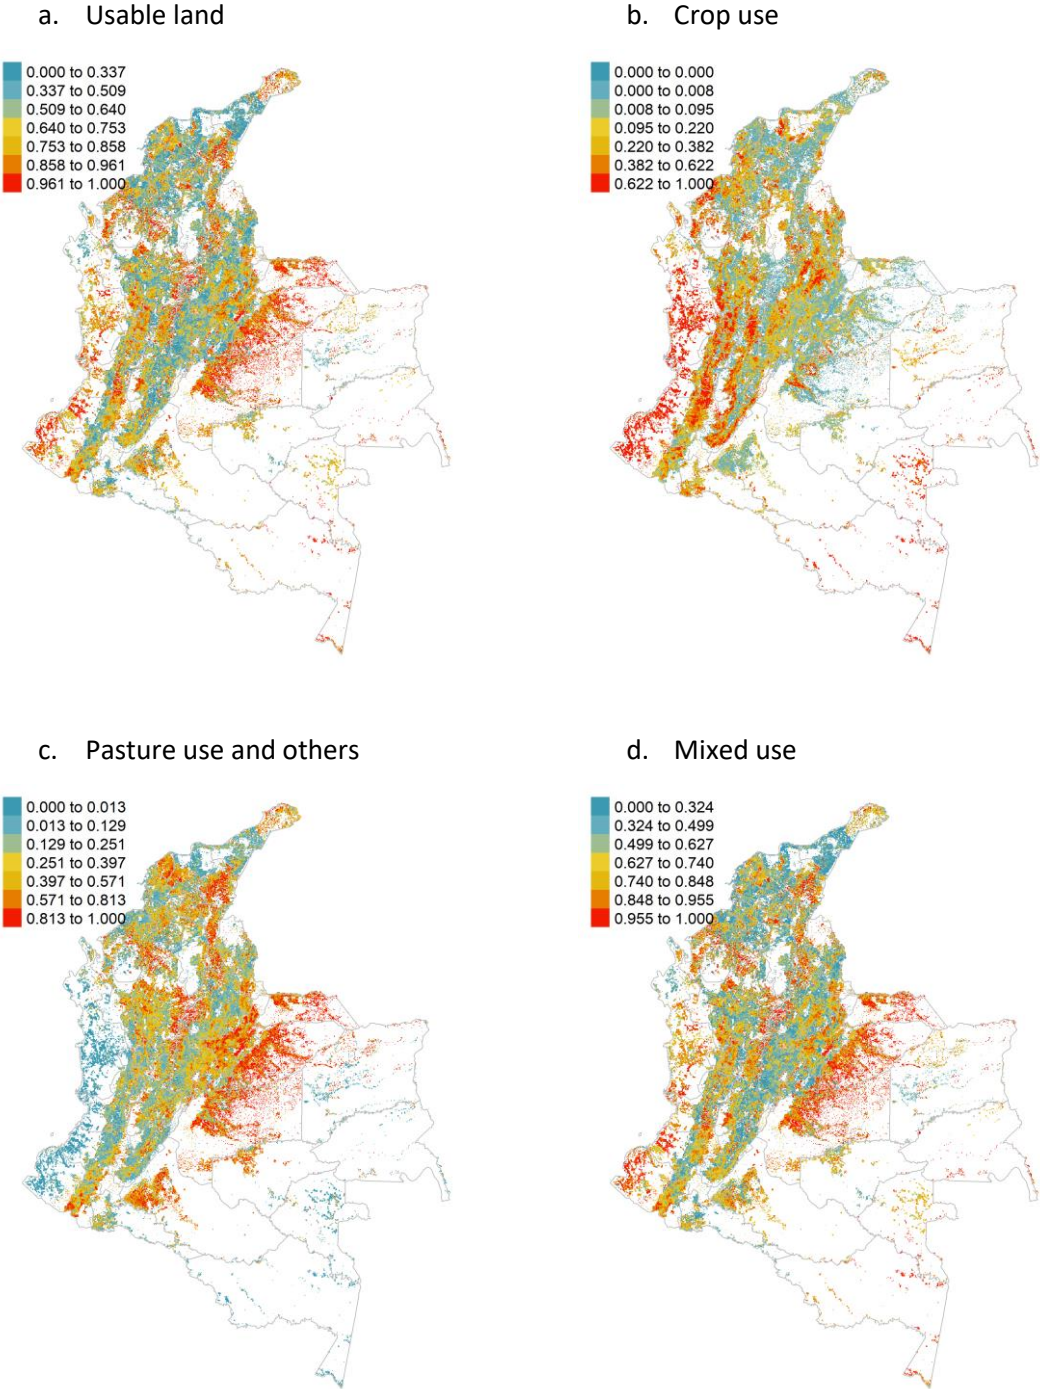 a. Usable land
0.000 to 0.337
0.337 to 0.509
0.509 to 0.640
0.640 to 0.753
0.753 to 0.858
0.858 to 0.961
0.961 to 1.000
b. Crop use
0.000 to 0.000
0.000 to 0.008
0.008 to 0.095
0.095 to 0.220
0.220 to 0.382
0.382 to 0.622
0.622 to 1.000
c. Pasture use and others
0.000 to 0.013
0.013 to 0.129
0.129 to 0.251
0.251 to 0.397
0.397 to 0.571
0.571 to 0.813
0.813 to 1.000
d. Mixed use
0.000 to 0.324
0.324 to 0.499
0.499 to 0.627
0.627 to 0.740
0.740 to 0.848
0.848 to 0.955
0.955 to 1.000